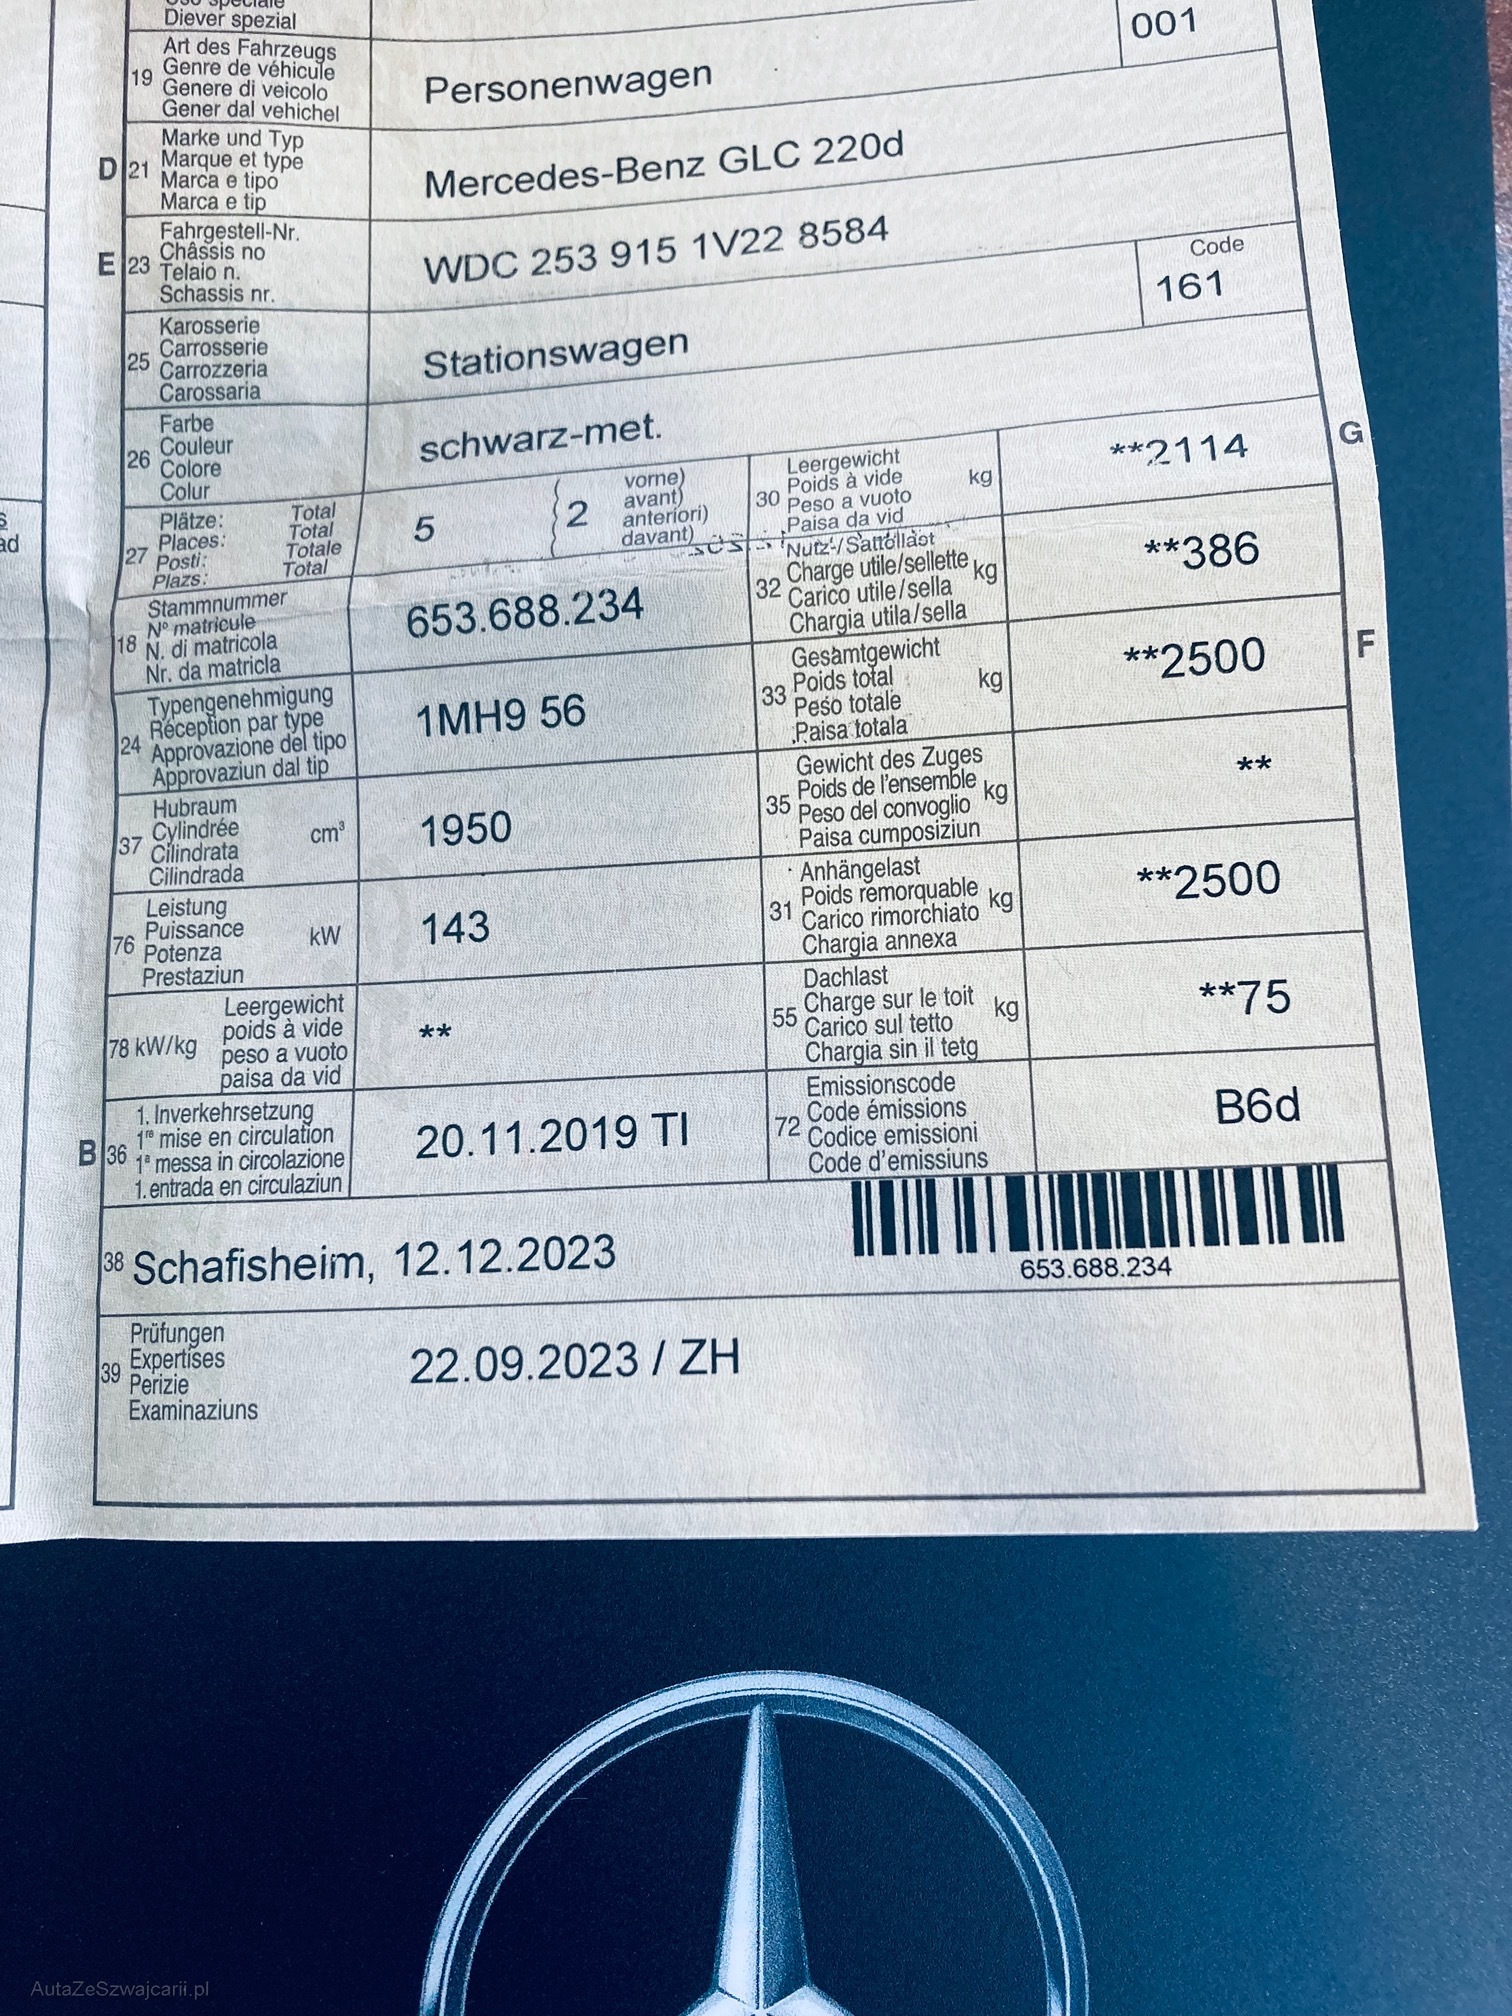 Diever spezial
001
Art des Fahrzeugs
19 Genre de véhicule
Genere di veicolo
Gener dal vehichel
Personenwagen
Marke und Typ
D 21 Marque et type
Marca e tipo
Marca e tip
Mercedes-Benz GLC 220d
Fahrgestell-Nr.
E 23 Châssis no
Telaio n.
Schassis nr.
WDC 253 915 1V22 8584
Code
161
Karosserie
25 Carrosserie
Carrozzeria
Carossaria
Stationswagen
Farbe
26 Couleur
Colore
Colur
schwarz-met.
Plätze: Total
27 Places: Total
Posti: Totale
Plazs: Total
5
2
vorne)
avant)
anteriori)
davant)
Leergewicht
30 Poids à vide kg
Peso a vuoto
Paisa da vid
**2114
G
Stammnummer
18 Nº matricule
N. di matricola
Nr. da matricla
653.688.234
Nutz-/Sattellast
32 Charge utile/sellette kg
Carico utile/sella
Chargia utila/sella
**386
Typengenehmigung
24 Réception par type
Approvazione del tipo
Approvaziun dal tip
1MH9 56
Gesamtgewicht
33 Poids total kg
Peso totale
Paisa totala
**2500
F
Hubraum
37 Cylindrée cm³
Cilindrata
Cilindrada
1950
Gewicht des Zuges
35 Poids de l'ensemble kg
Peso del convoglio
Paisa cumposiziun
**
Leistung
76 Puissance kW
Potenza
Prestaziun
143
Anhängelast
31 Poids remorquable kg
Carico rimorchiato
Chargia annexa
**2500
Leergewicht
78 kW/kg poids à vide
peso a vuoto
paisa da vid
**
Dachlast
55 Charge sur le toit kg
Carico sul tetto
Chargia sin il tetg
**75
1. Inverkehrsetzung
B 36 1re mise en circulation
1a messa in circolazione
1. entrada en circulaziun
20.11.2019 TI
Emissionscode
72 Code émissions
Codice emissioni
Code d'emissiuns
B6d
38 Schafisheim, 12.12.2023
653.688.234
Prüfungen
39 Expertises
Perizie
Examinaziuns
22.09.2023 / ZH
AutaZeSzwajcarii.pl